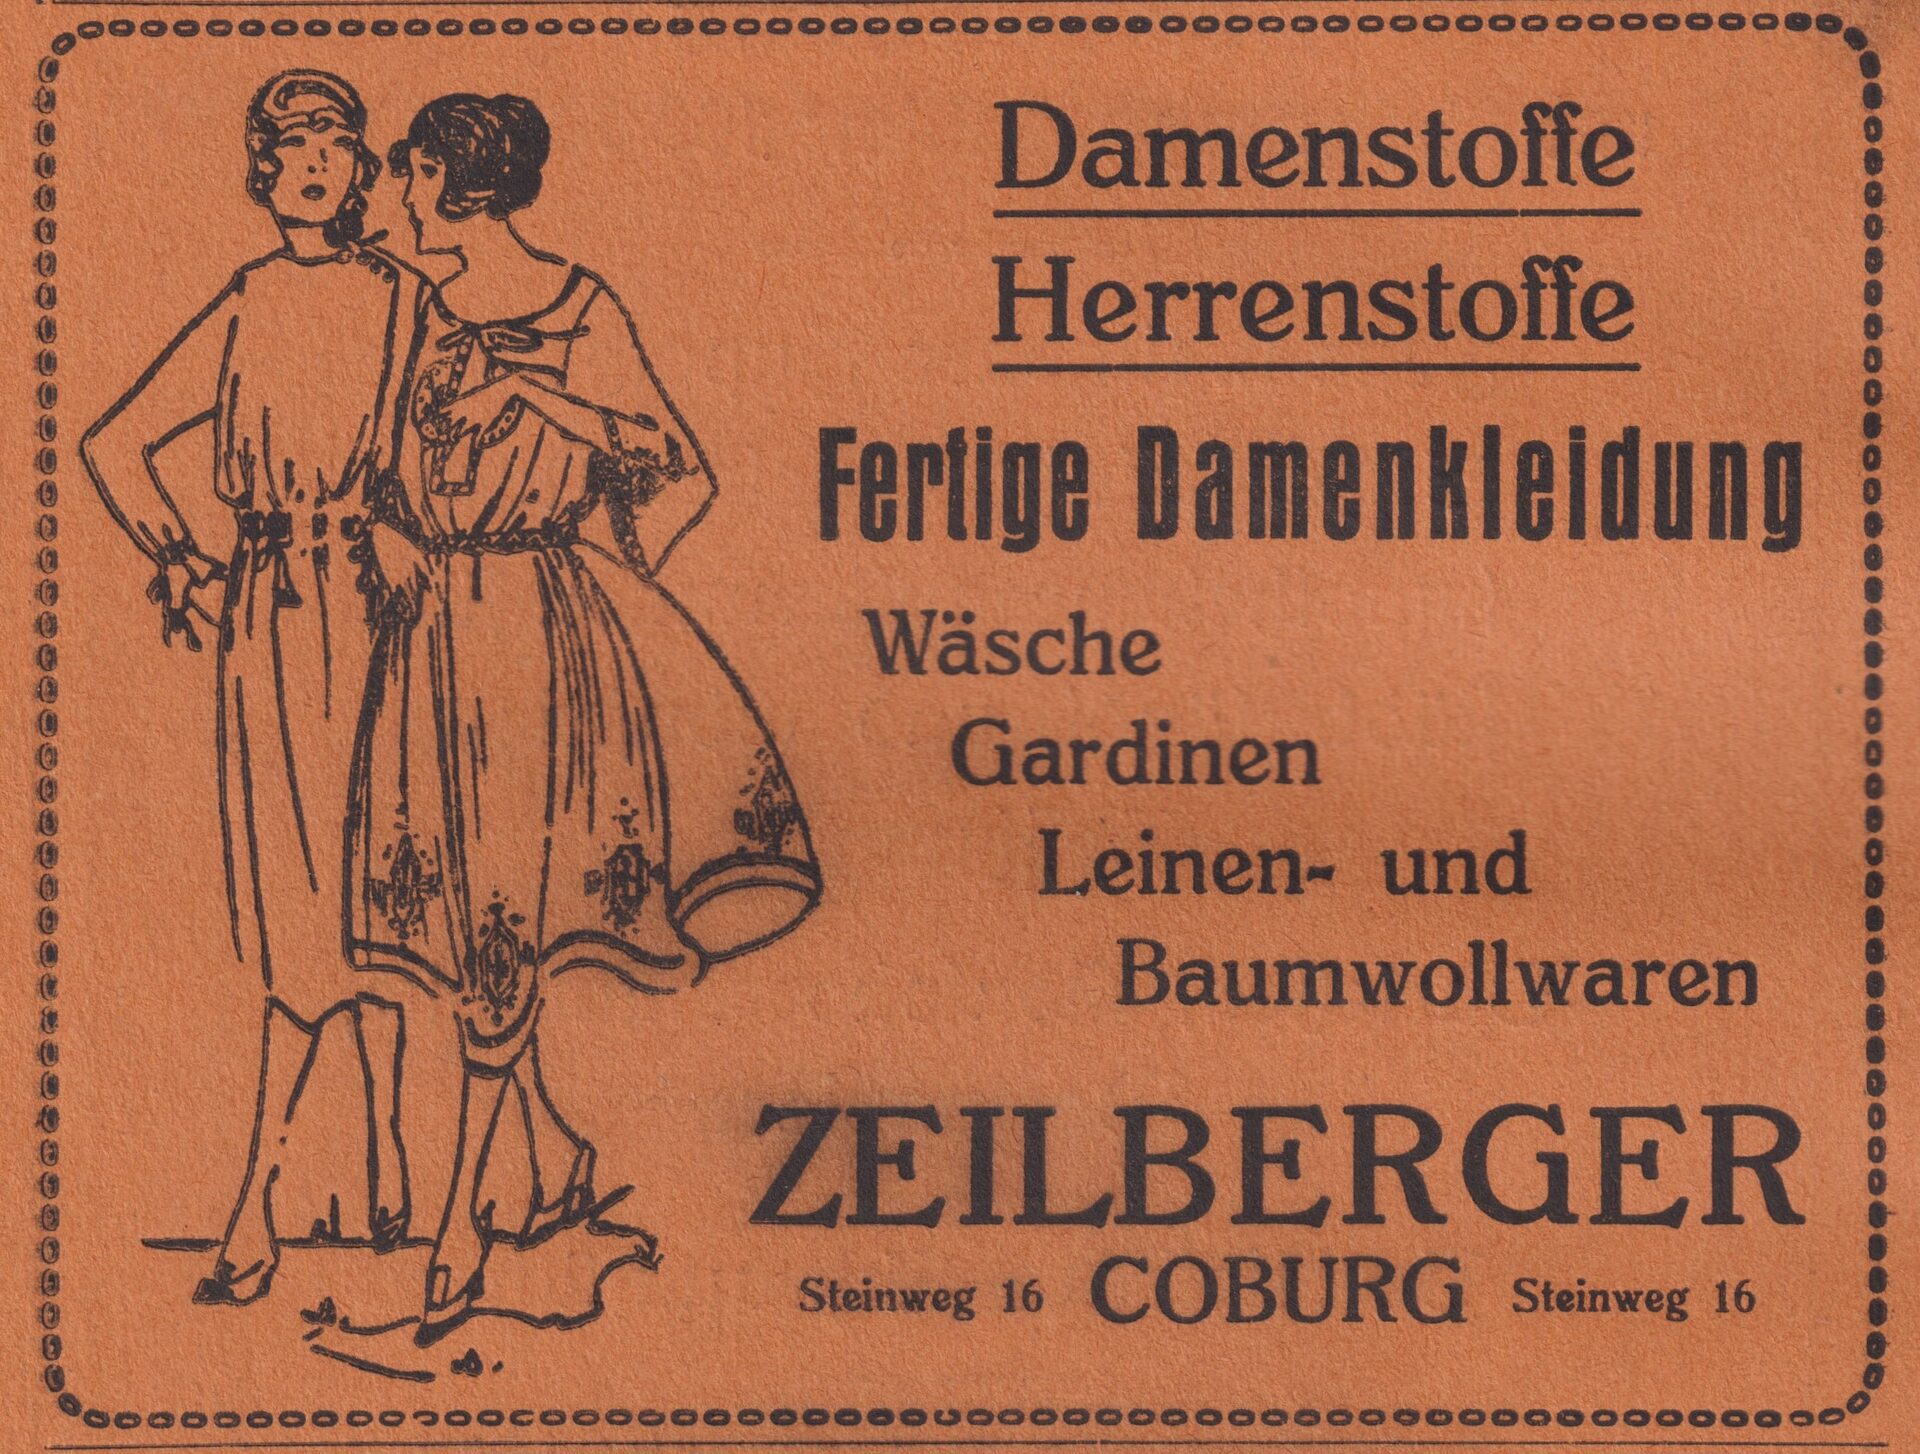 Damenstoffe
Herrenstoffe
Fertige Damenkleidung
Wäsche
Gardinen
Leinen- und
Baumwollwaren
ZEILBERGER
Steinweg 16 COBURG Steinweg 16